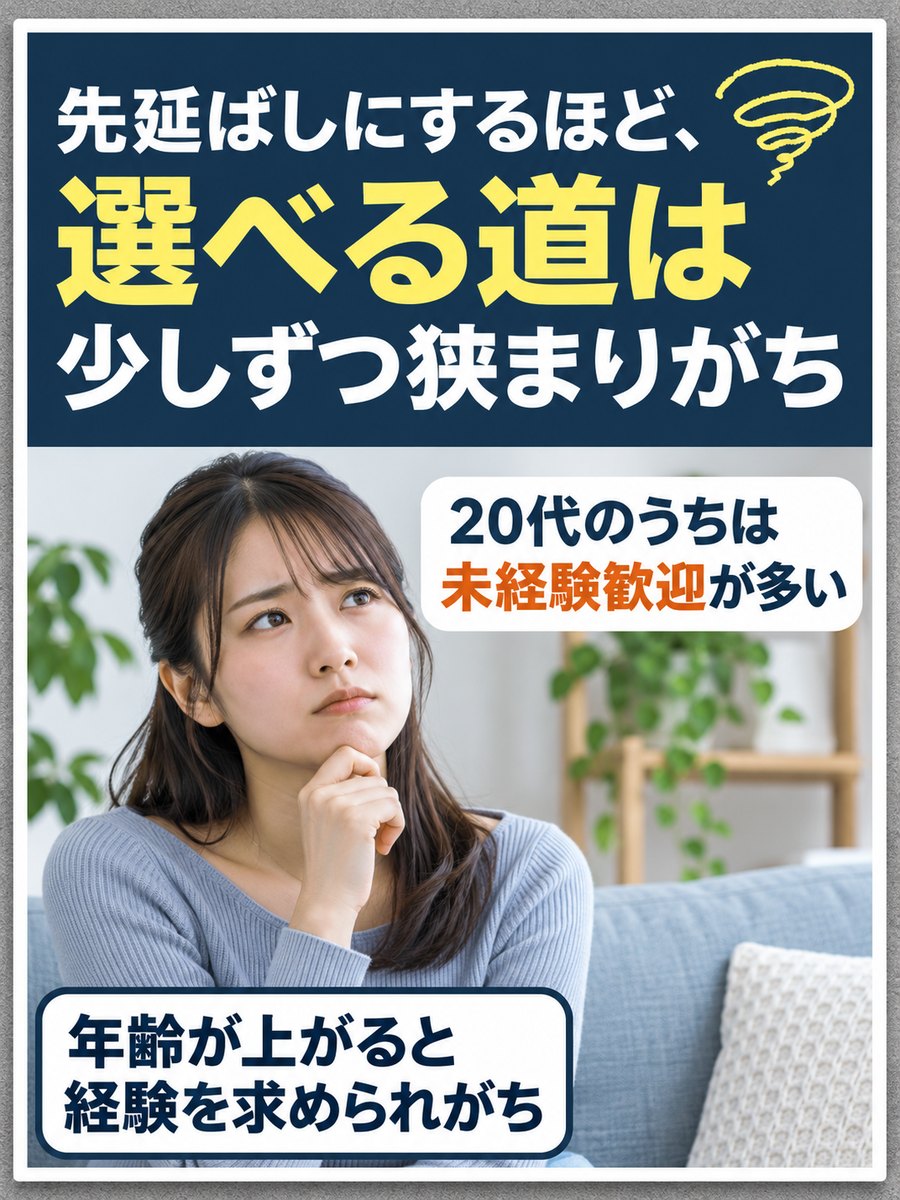 先延ばしにするほど、
選べる道は
少しずつ狭まりがち
20代のうちは
未経験歓迎が多い
年齢が上がると
経験を求められがち